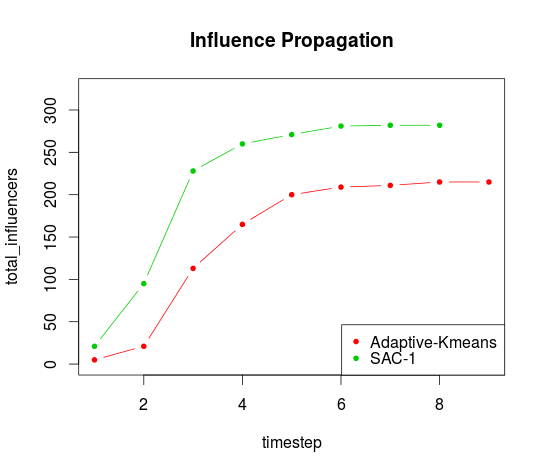 Influence Propagation
total_influencers
300
250
200
150
100
50
0
Adaptive-Kmeans
SAC-1
2 4 6 8
timestep